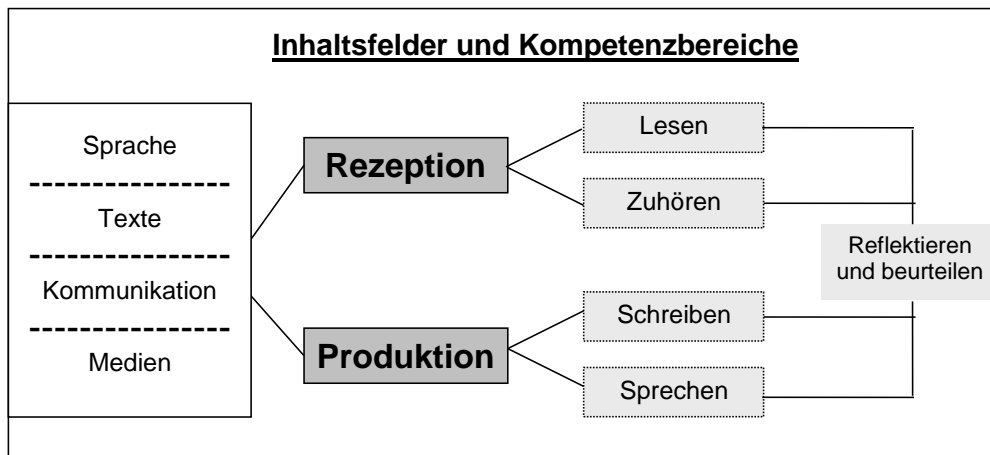 Inhaltsfelder und Kompetenzbereiche
Sprache
Texte
Kommunikation
Medien
Rezeption
Produktion
Lesen
Zuhören
Schreiben
Sprechen
Reflektieren
und beurteilen